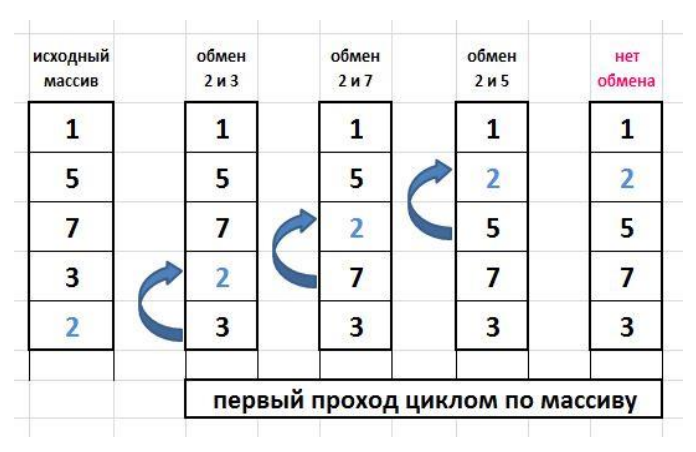 исходный обмен обмен обмен нет
массив 2 и 3 2 и 7 2 и 5 обмена
1 1 1 1 1
5 5 5 2 2
7 7 2 5 5
3 2 7 7 7
2 3 3 3 3
первый проход циклом по массиву